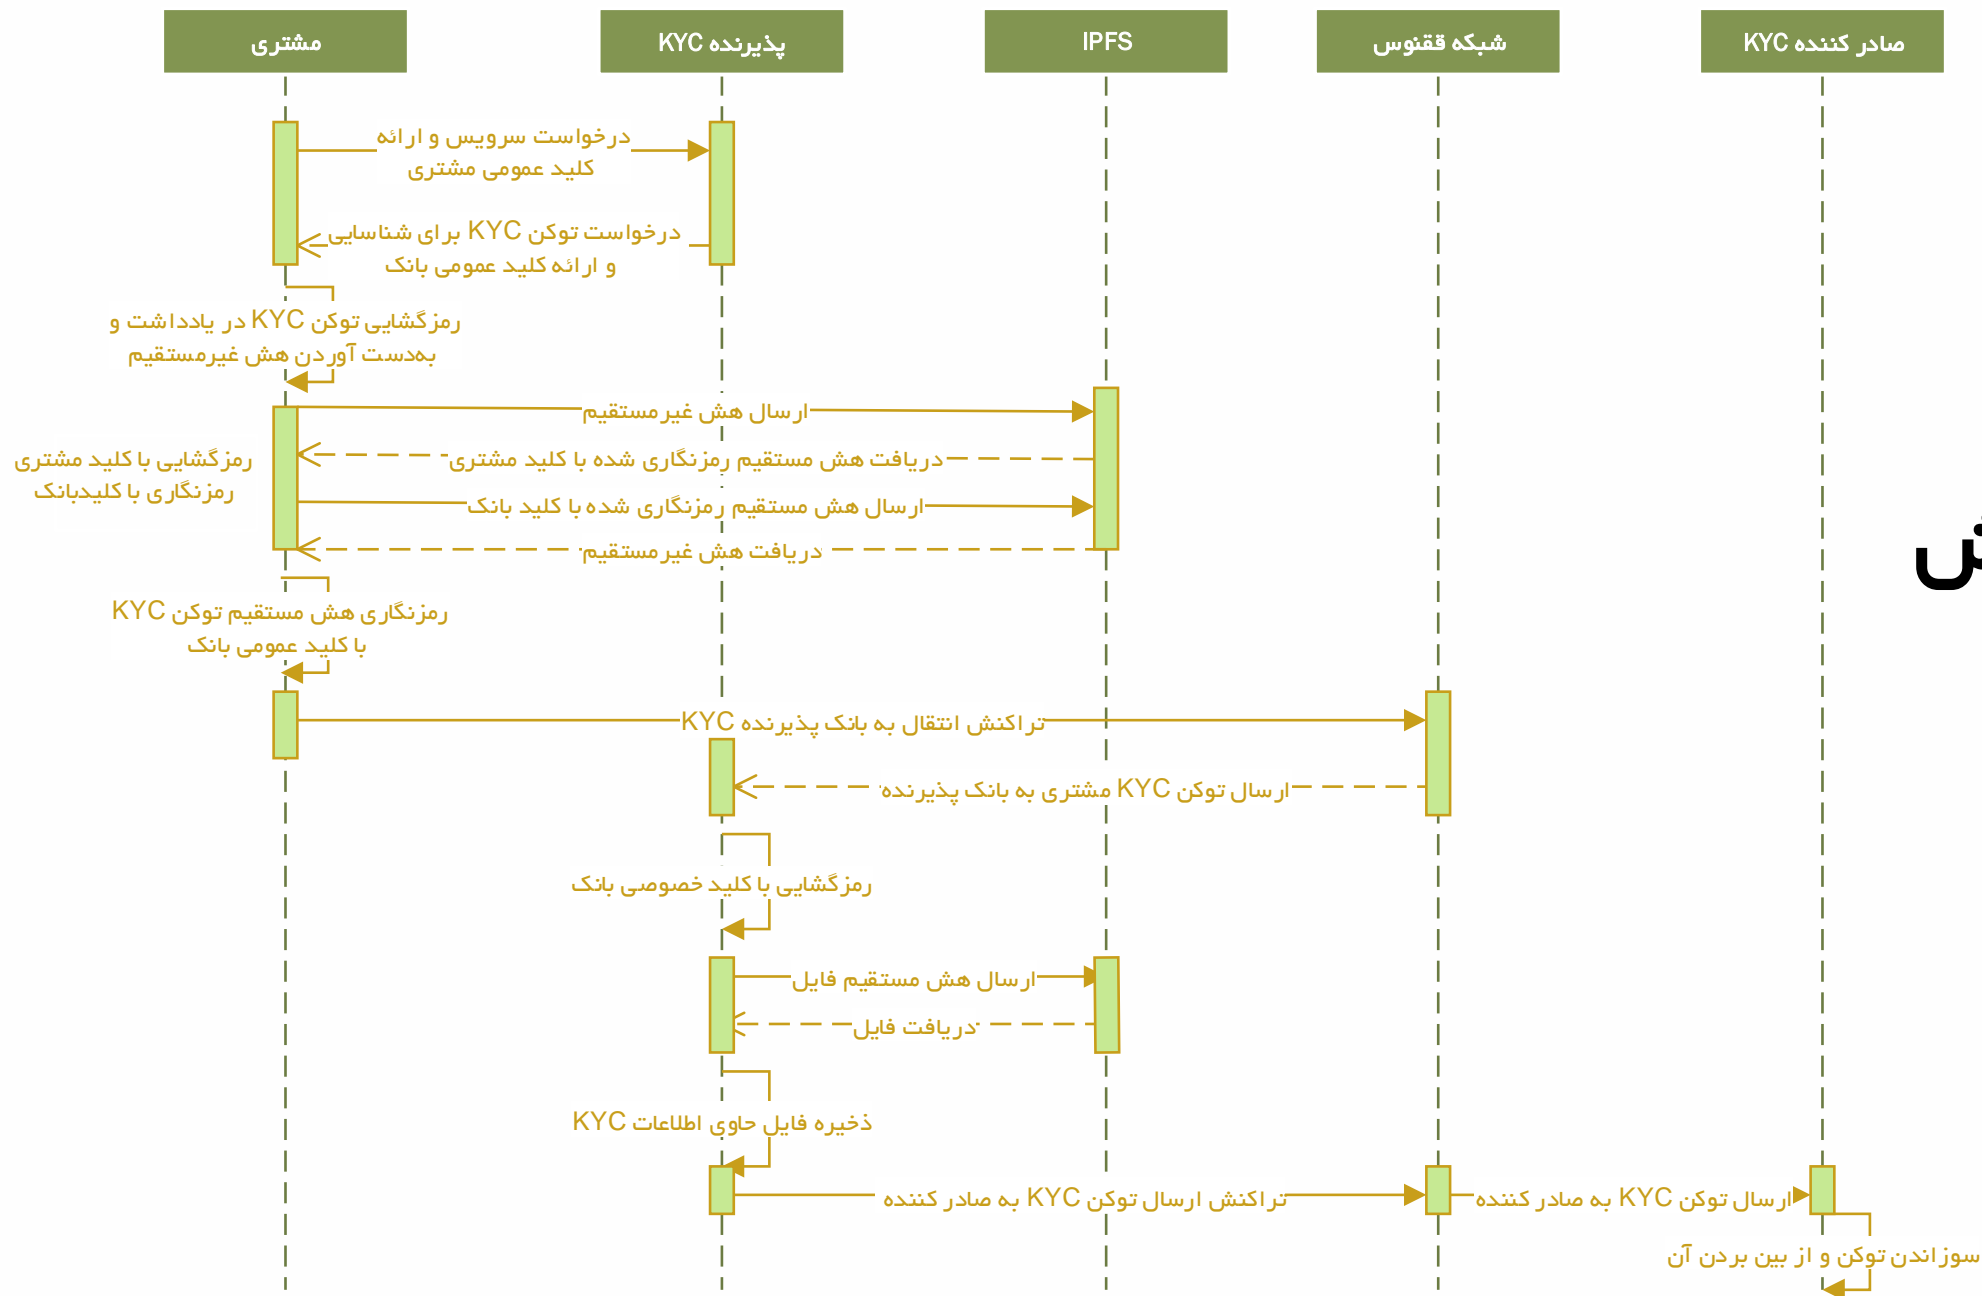 مشتری
پذیرنده KYC
IPFS
شبکه ققنوس
صادر کننده KYC
درخواست سرویس و ارائه
کلید عمومی مشتری
درخواست توکن KYC برای شناسایی
و ارائه کلید عمومی بانک
رمزگشایی توکن KYC در یادداشت و
به‌دست آوردن هش غیرمستقیم
ارسال هش غیرمستقیم
دریافت هش مستقیم رمزنگاری شده با کلید مشتری
رمزگشایی با کلید مشتری
رمزنگاری با کلیدبانک
ارسال هش مستقیم رمزنگاری شده با کلید بانک
دریافت هش غیرمستقیم
رمزنگاری هش مستقیم توکن KYC
با کلید عمومی بانک
تراکنش انتقال به بانک پذیرنده KYC
ارسال توکن KYC مشتری به بانک پذیرنده
رمزگشایی با کلید خصوصی بانک
ارسال هش مستقیم فایل
دریافت فایل
ذخیره فایل حاوی اطلاعات KYC
تراکنش ارسال توکن KYC به صادر کننده
ارسال توکن KYC به صادر کننده
سوزاندن توکن و از بین بردن آن